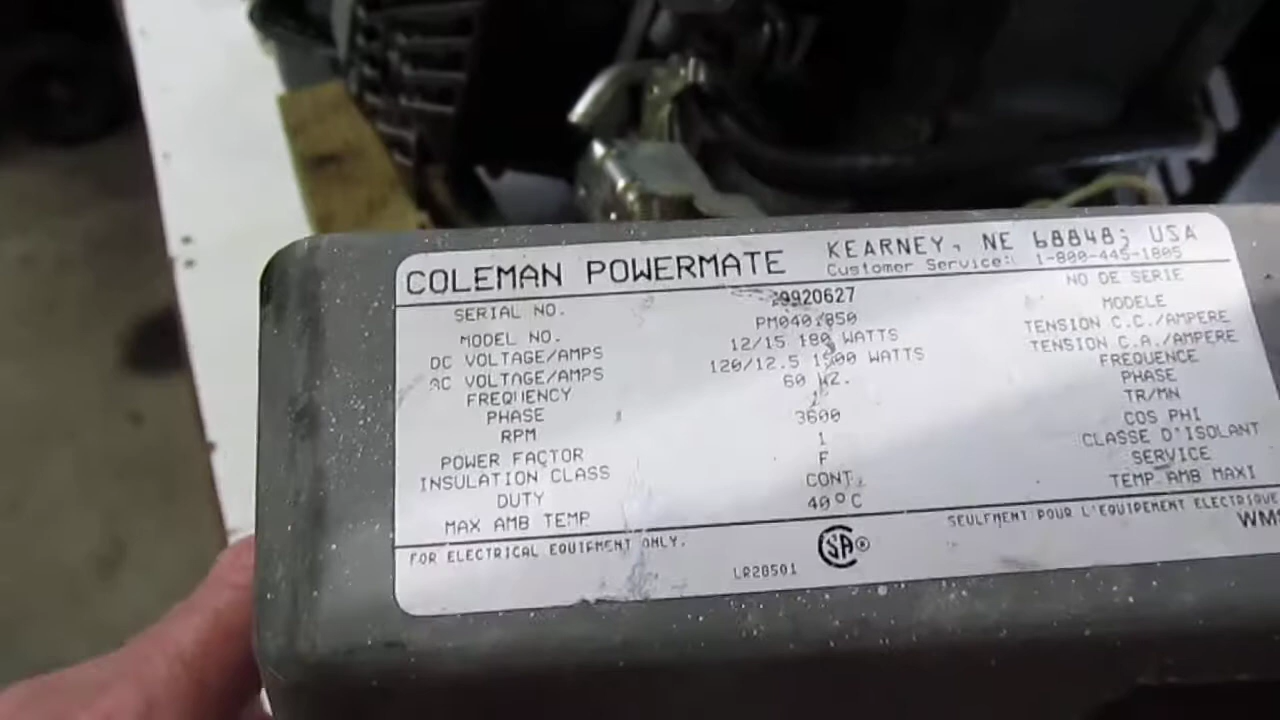 COLEMAN POWERMATE KEARNEY, NE 68848, USA
Customer Service: 1-800-445-1805
SERIAL NO. 9920627 NO DE SERIE
MODEL NO. MODELE
DC VOLTAGE/AMPS 12/15 180 WATTS TENSION C.C./AMPERE
AC VOLTAGE/AMPS 120/12.5 1500 WATTS TENSION C.A./AMPERE
FREQUENCY 60 HZ. FREQUENCE
PHASE 1 PHASE
RPM 3600 TR/MN
POWER FACTOR 1 COS PHI
INSULATION CLASS F CLASSE D'ISOLANT
DUTY CONT. SERVICE
MAX AMB TEMP 40°C TEMP AMB MAXI
FOR ELECTRICAL EQUIPMENT ONLY. SEULEMENT POUR L'EQUIPEMENT ELECTRIQUE
LR28501 SA®